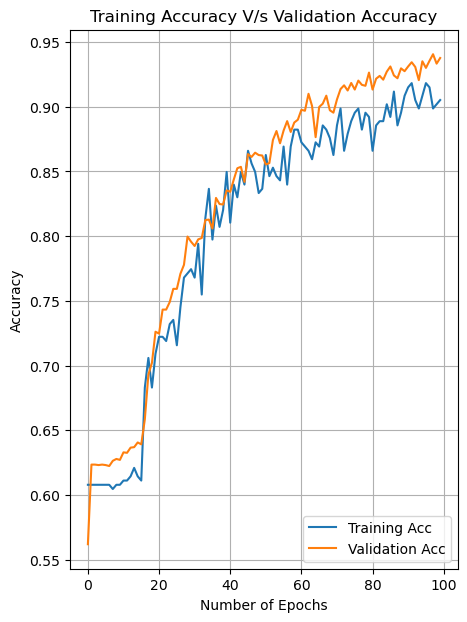 Training Accuracy V/s Validation Accuracy
0.95
0.90
0.85
0.80
0.75
0.70
0.65
0.60
0.55
Accuracy
Training Acc
Validation Acc
0 20 40 60 80 100
Number of Epochs